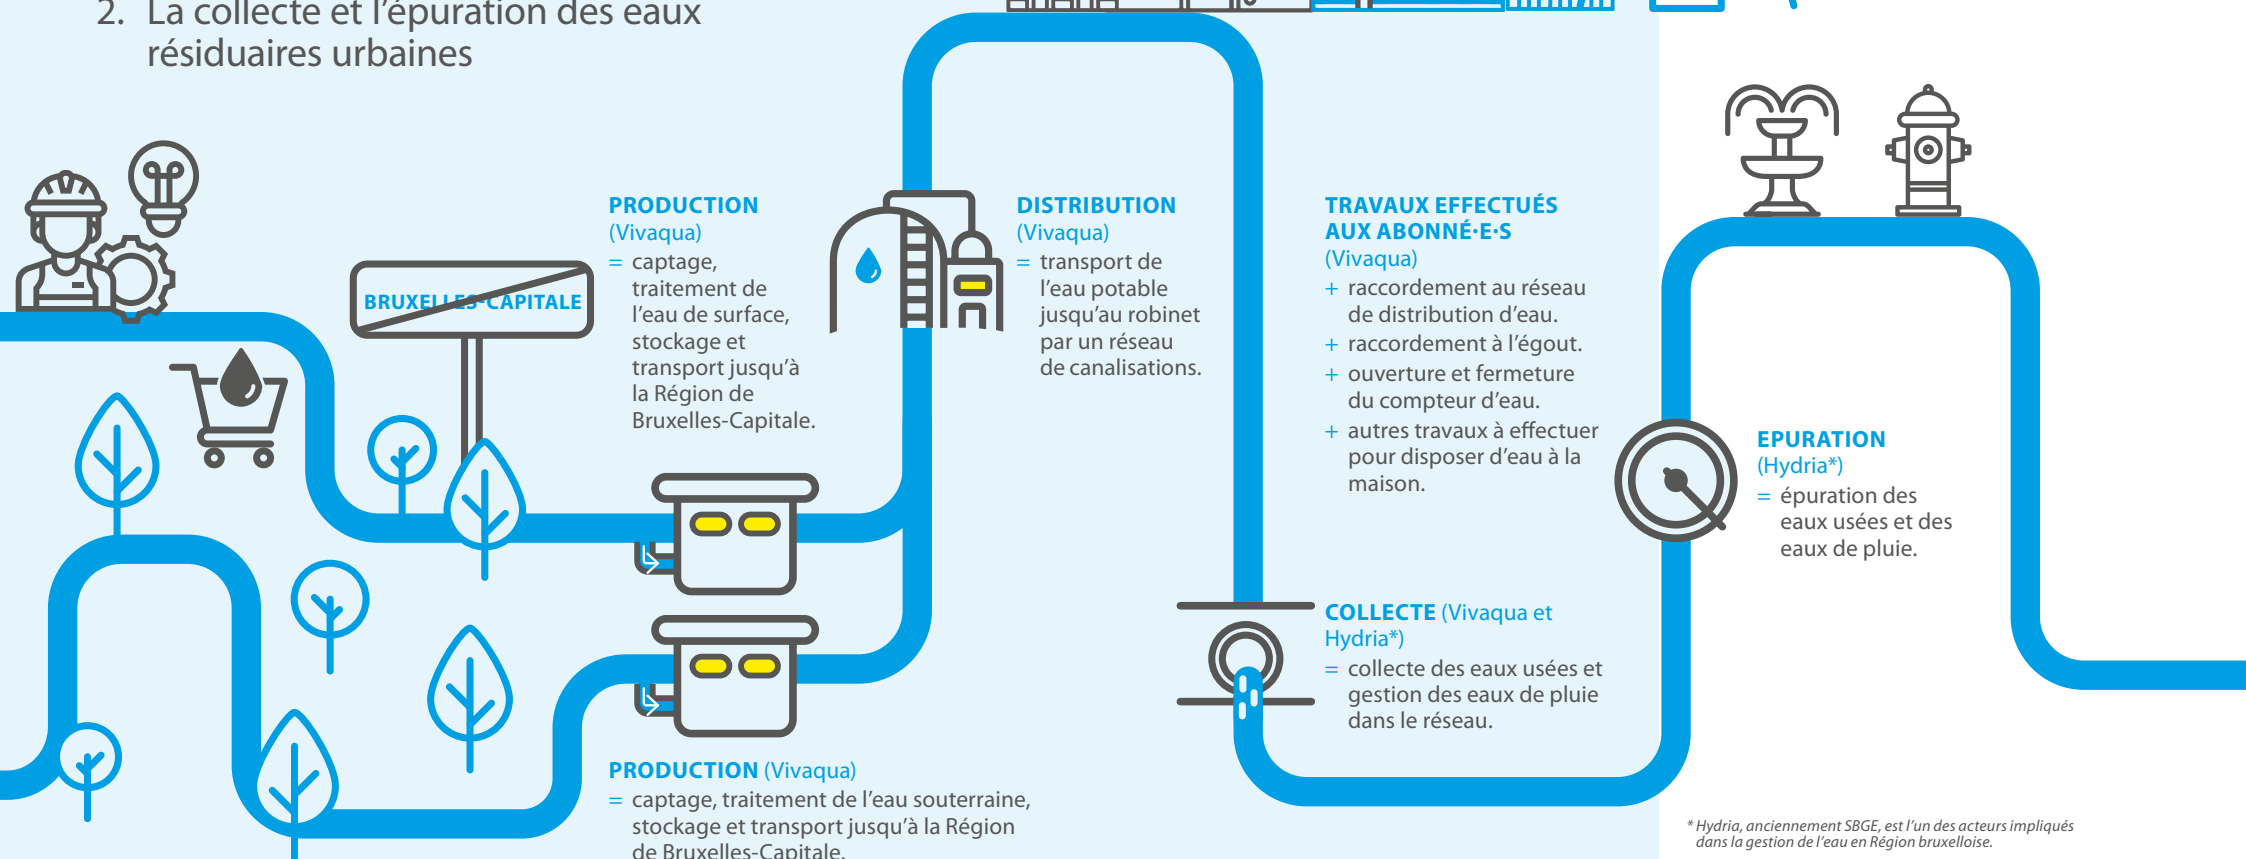 2. La collecte et l'épuration des eaux
résiduaires urbaines
BRUXELLES-CAPITALE
PRODUCTION
(Vivaqua)
= captage,
traitement de
l'eau de surface,
stockage et
transport jusqu'à
la Région de
Bruxelles-Capitale.
DISTRIBUTION
(Vivaqua)
= transport de
l'eau potable
jusqu'au robinet
par un réseau
de canalisations.
TRAVAUX EFFECTUÉS
AUX ABONNÉ·E·S
(Vivaqua)
+ raccordement au réseau
de distribution d'eau.
+ raccordement à l'égout.
+ ouverture et fermeture
du compteur d'eau.
+ autres travaux à effectuer
pour disposer d'eau à la
maison.
EPURATION
(Hydria*)
= épuration des
eaux usées et des
eaux de pluie.
COLLECTE (Vivaqua et
Hydria*)
= collecte des eaux usées et
gestion des eaux de pluie
dans le réseau.
PRODUCTION (Vivaqua)
= captage, traitement de l'eau souterraine,
stockage et transport jusqu'à la Région
de Bruxelles-Capitale.
* Hydria, anciennement SBGE, est l'un des acteurs impliqués
dans la gestion de l'eau en Région bruxelloise.